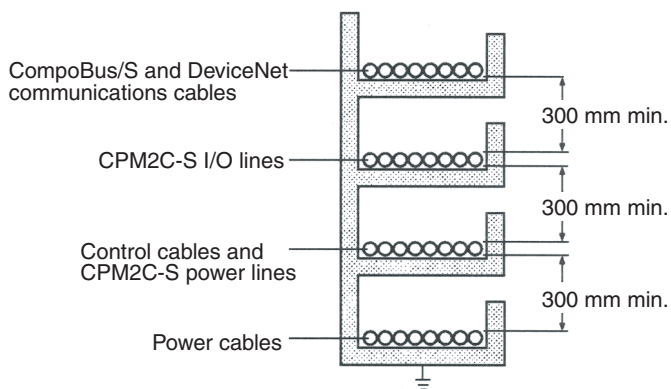 CompoBus/S and DeviceNet
communications cables
300 mm min.
CPM2C-S I/O lines
300 mm min.
Control cables and
CPM2C-S power lines
300 mm min.
Power cables